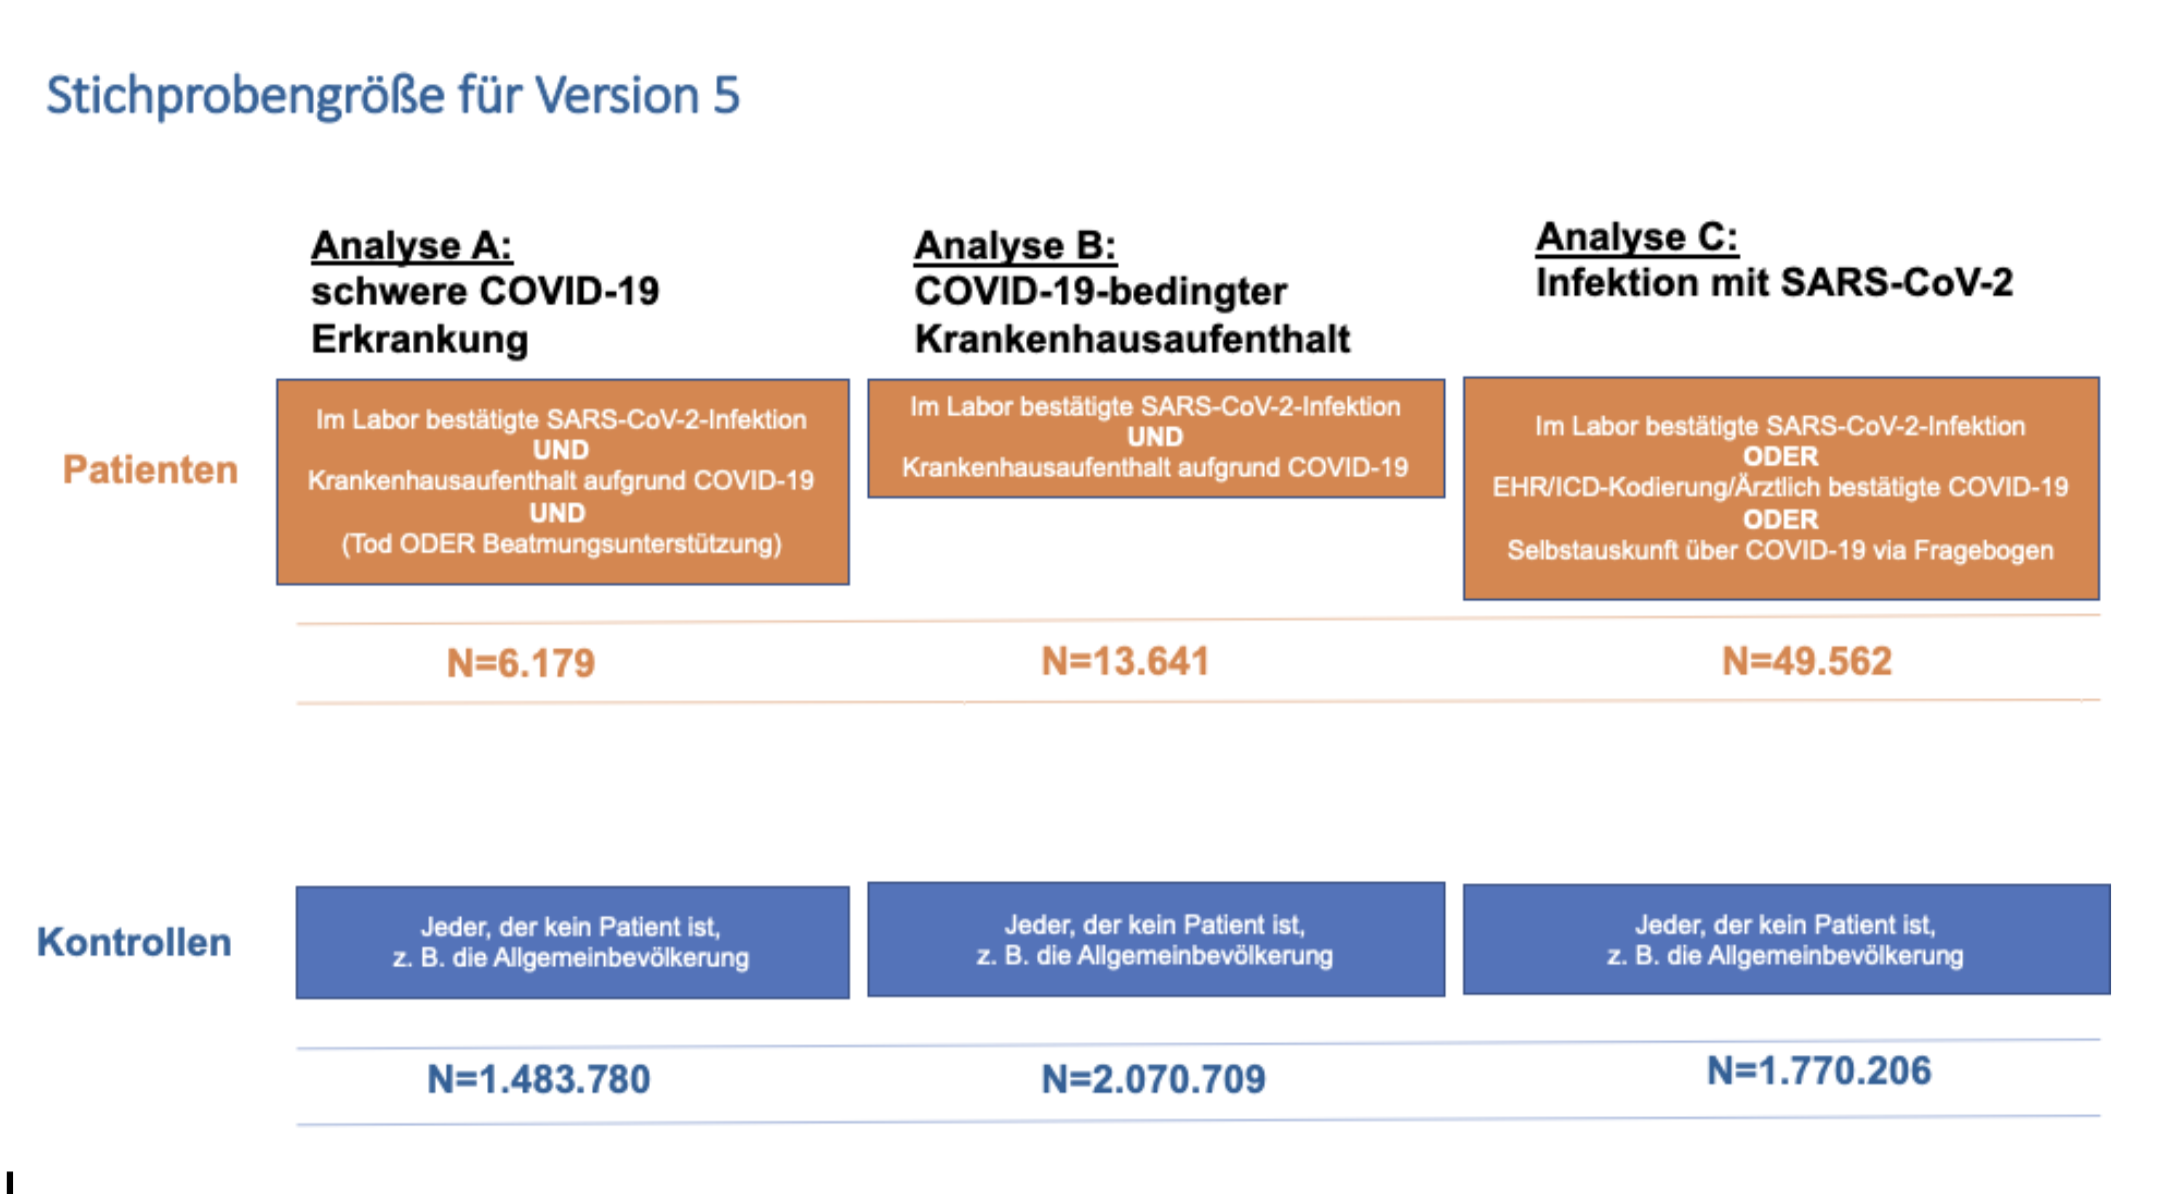 Stichprobengröße für Version 5
Analyse A:
schwere COVID-19
Erkrankung
Analyse B:
COVID-19-bedingter
Krankenhausaufenthalt
Analyse C:
Infektion mit SARS-CoV-2
Patienten
Im Labor bestätigte SARS-CoV-2-Infektion
UND
Krankenhausaufenthalt aufgrund COVID-19
UND
(Tod ODER Beatmungsunterstützung)
Im Labor bestätigte SARS-CoV-2-Infektion
UND
Krankenhausaufenthalt aufgrund COVID-19
Im Labor bestätigte SARS-CoV-2-Infektion
ODER
EHR/ICD-Kodierung/Ärztlich bestätigte COVID-19
ODER
Selbstauskunft über COVID-19 via Fragebogen
N=6.179
N=13.641
N=49.562
Kontrollen
Jeder, der kein Patient ist,
z. B. die Allgemeinbevölkerung
Jeder, der kein Patient ist,
z. B. die Allgemeinbevölkerung
Jeder, der kein Patient ist,
z. B. die Allgemeinbevölkerung
N=1.483.780
N=2.070.709
N=1.770.206